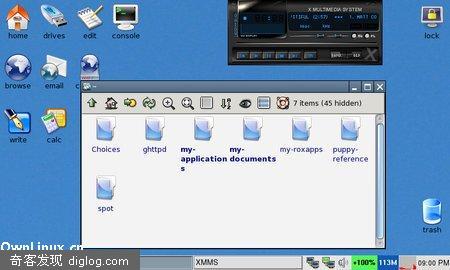 home
drives
edit
console
X MULTIMEDIA SYSTEM
lock
browse
email
write
calc
7 items (45 hidden)
Choices
ghttpd
my-application
s
my-documents
my-roxapps
puppy-reference
spot
trash
OwnLinux.cn
奇客发现 diglog.com
XMMS
+100%
113M
09:00 PM